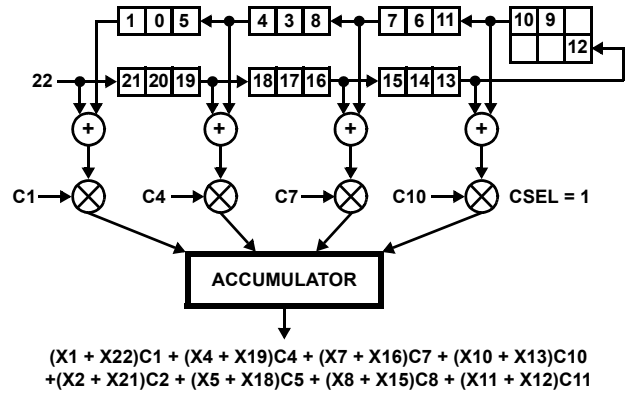 1 0 5 4 3 8 7 6 11 10 9
12
22 21 20 19 18 17 16 15 14 13
+ + + +
C1 C4 C7 C10 CSEL = 1
ACCUMULATOR
(X1 + X22)C1 + (X4 + X19)C4 + (X7 + X16)C7 + (X10 + X13)C10
+(X2 + X21)C2 + (X5 + X18)C5 + (X8 + X15)C8 + (X11 + X12)C11